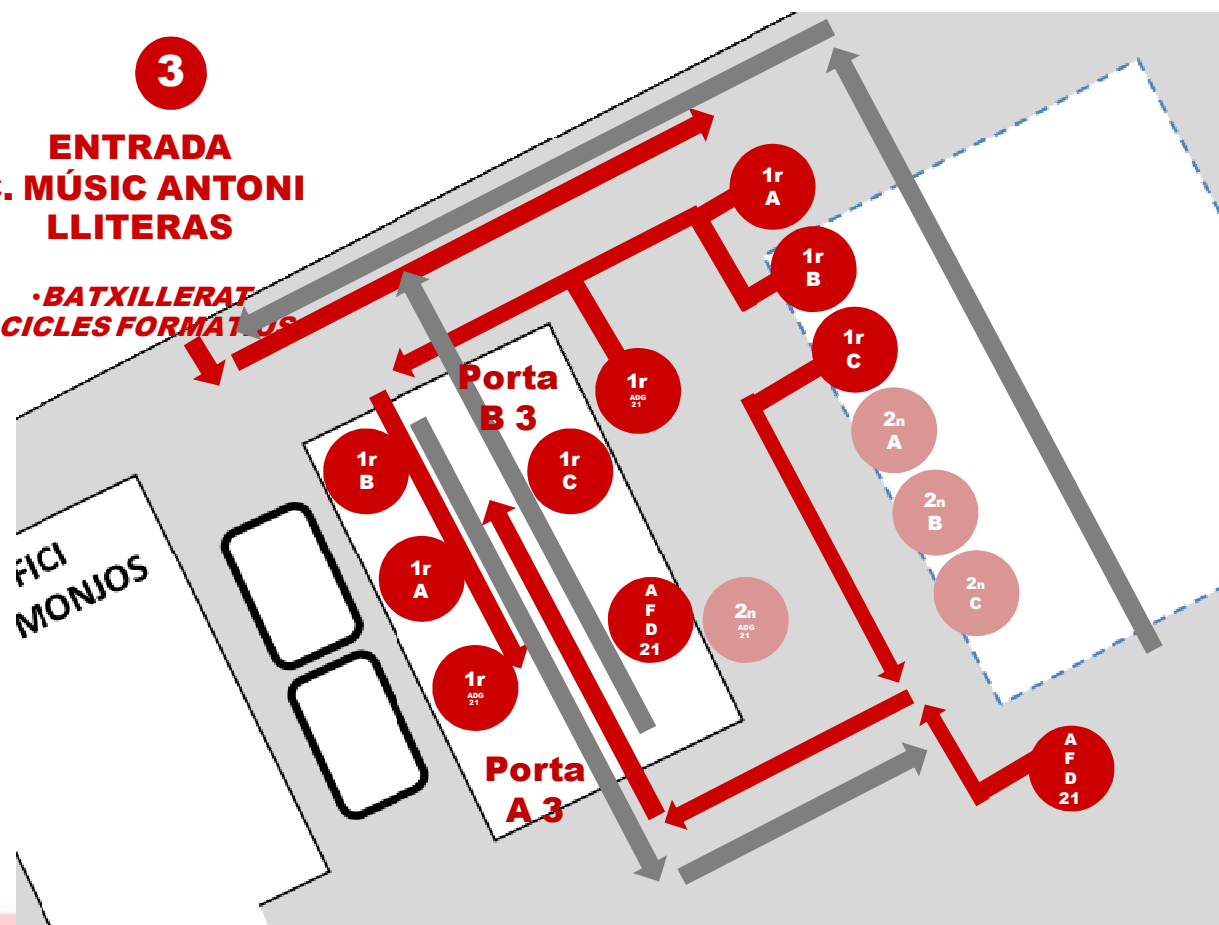 3
ENTRADA
C. MÚSIC ANTONI
LLITERAS
•BATXILLERAT
CICLES FORMATIUS
1r
A
1r
B
1r
C
2n
A
2n
B
2n
C
1r
ADG
21
Porta
B 3
1r
B
1r
C
1r
A
A
F
D
21
2n
ADG
21
1r
ADG
21
Porta
A 3
A
F
D
21
FICI
MONJOS